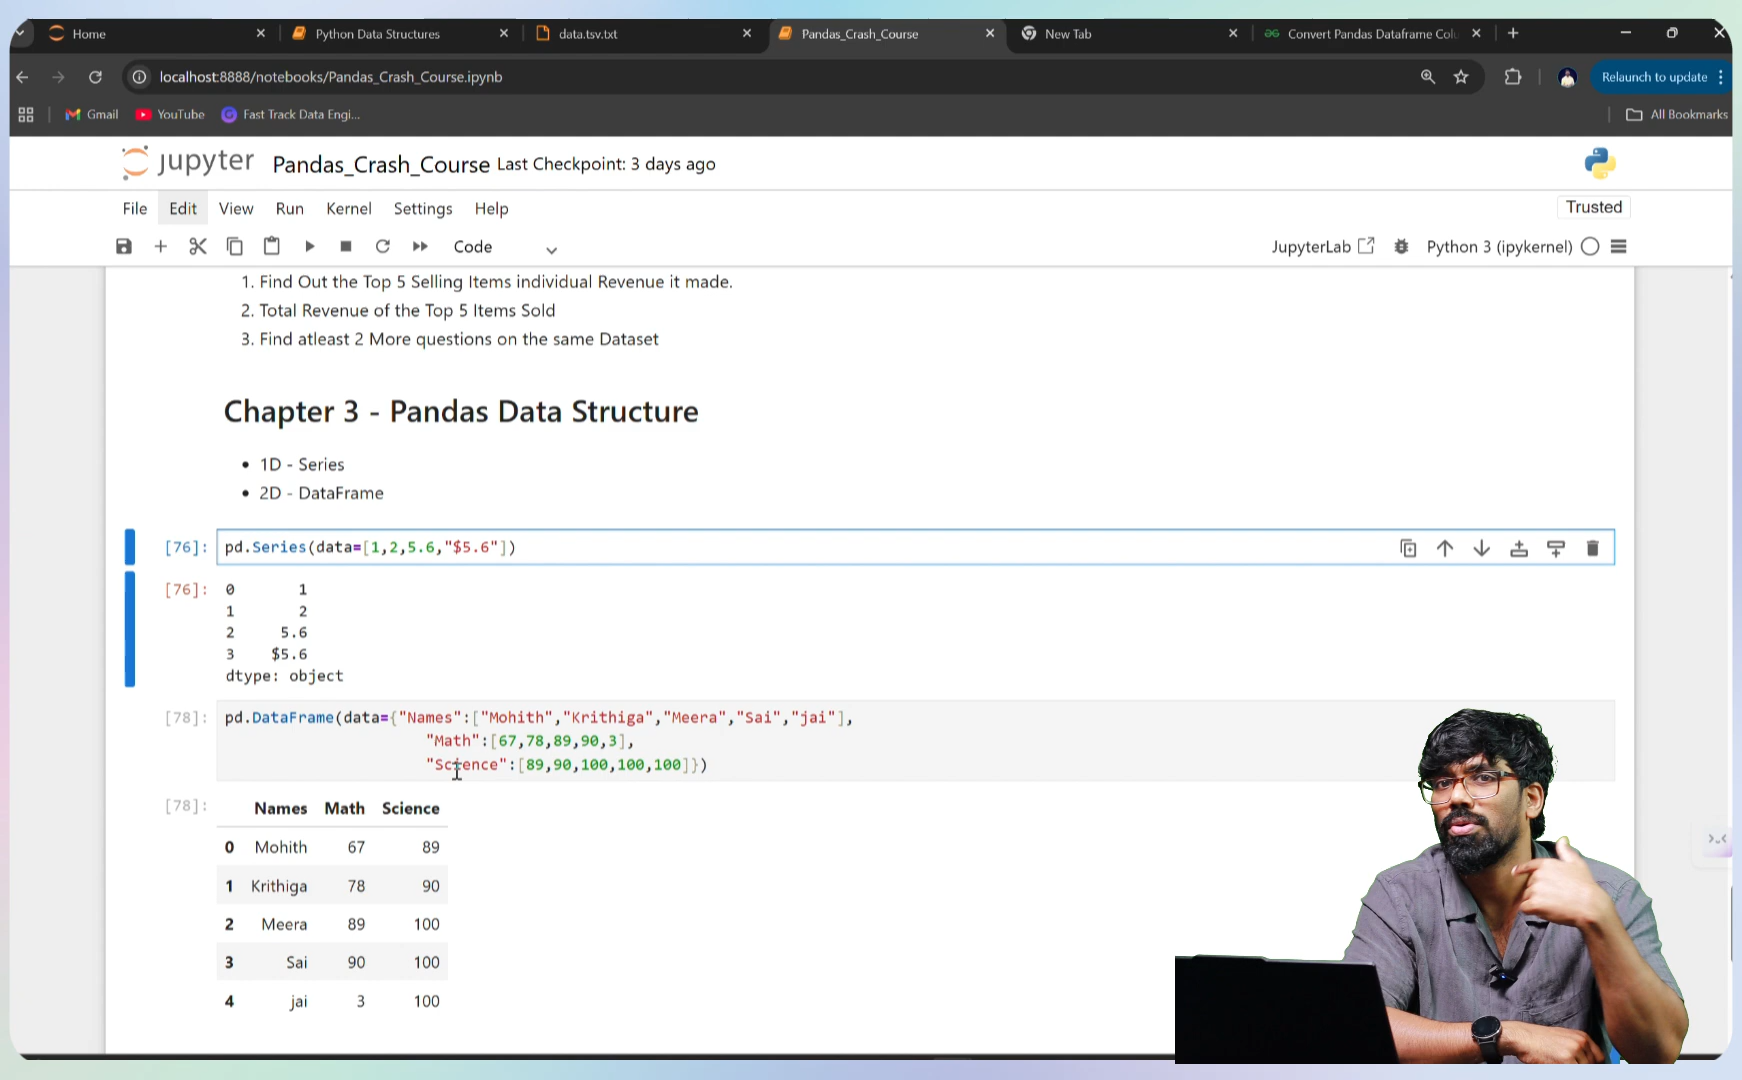 Home
Python Data Structures
data.tsv.txt
Pandas_Crash_Course
New Tab
Convert Pandas Dataframe Colu
localhost:8888/notebooks/Pandas_Crash_Course.ipynb
Relaunch to update
Gmail
YouTube
Fast Track Data Engi...
All Bookmarks
jupyter
Pandas_Crash_Course Last Checkpoint: 3 days ago
File Edit View Run Kernel Settings Help
Trusted
Code
JupyterLab
Python 3 (ipykernel)
1. Find Out the Top 5 Selling Items individual Revenue it made.
2. Total Revenue of the Top 5 Items Sold
3. Find atleast 2 More questions on the same Dataset
Chapter 3 - Pandas Data Structure
• 1D - Series
• 2D - DataFrame
[76]: pd.Series(data=[1,2,5.6,"$5.6"])
[76]: 0 1
1 2
2 5.6
3 $5.6
dtype: object
[78]: pd.DataFrame(data={"Names":["Mohith","Krithiga","Meera","Sai","jai"],
"Math":[67,78,89,90,3],
"Science":[89,90,100,100,100]})
[78]: Names Math Science
0 Mohith 67 89
1 Krithiga 78 90
2 Meera 89 100
3 Sai 90 100
4 jai 3 100